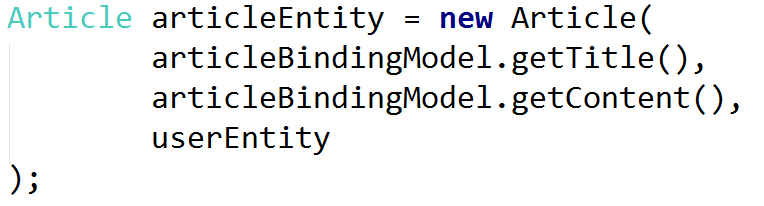 Article articleEntity = new Article(
articleBindingModel.getTitle(),
articleBindingModel.getContent(),
userEntity
);